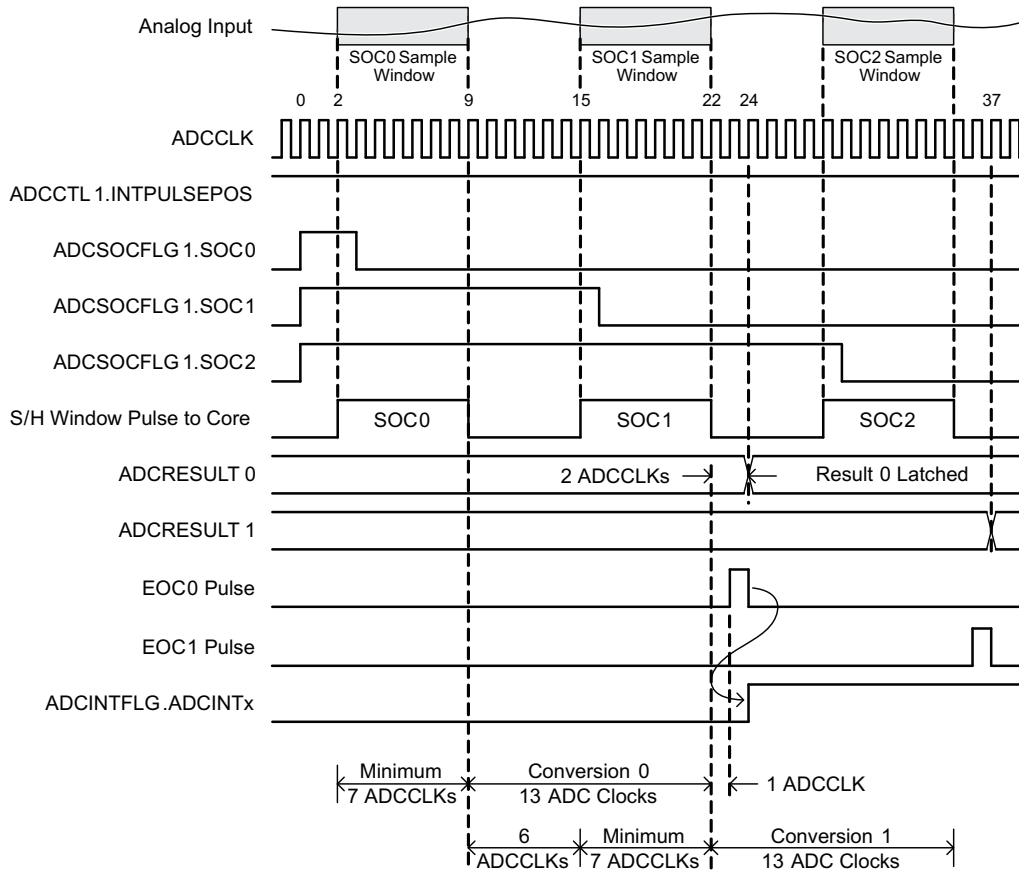 Analog Input
SOC0 Sample
Window
SOC1 Sample
Window
SOC2 Sample
Window
0 2 9 15 22 24 37
ADCCLK
ADCCTL 1.INTPULSEPOS
ADCSOCFLG 1.SOC0
ADCSOCFLG 1.SOC1
ADCSOCFLG 1.SOC2
S/H Window Pulse to Core
SOC0
SOC1
SOC2
ADCRESULT 0
2 ADCCLKs
Result 0 Latched
ADCRESULT 1
EOC0 Pulse
EOC1 Pulse
ADCINTFLG .ADCINTx
Minimum
7 ADCCLKs
Conversion 0
13 ADC Clocks
1 ADCCLK
6
ADCCLKs
Minimum
7 ADCCLKs
Conversion 1
13 ADC Clocks